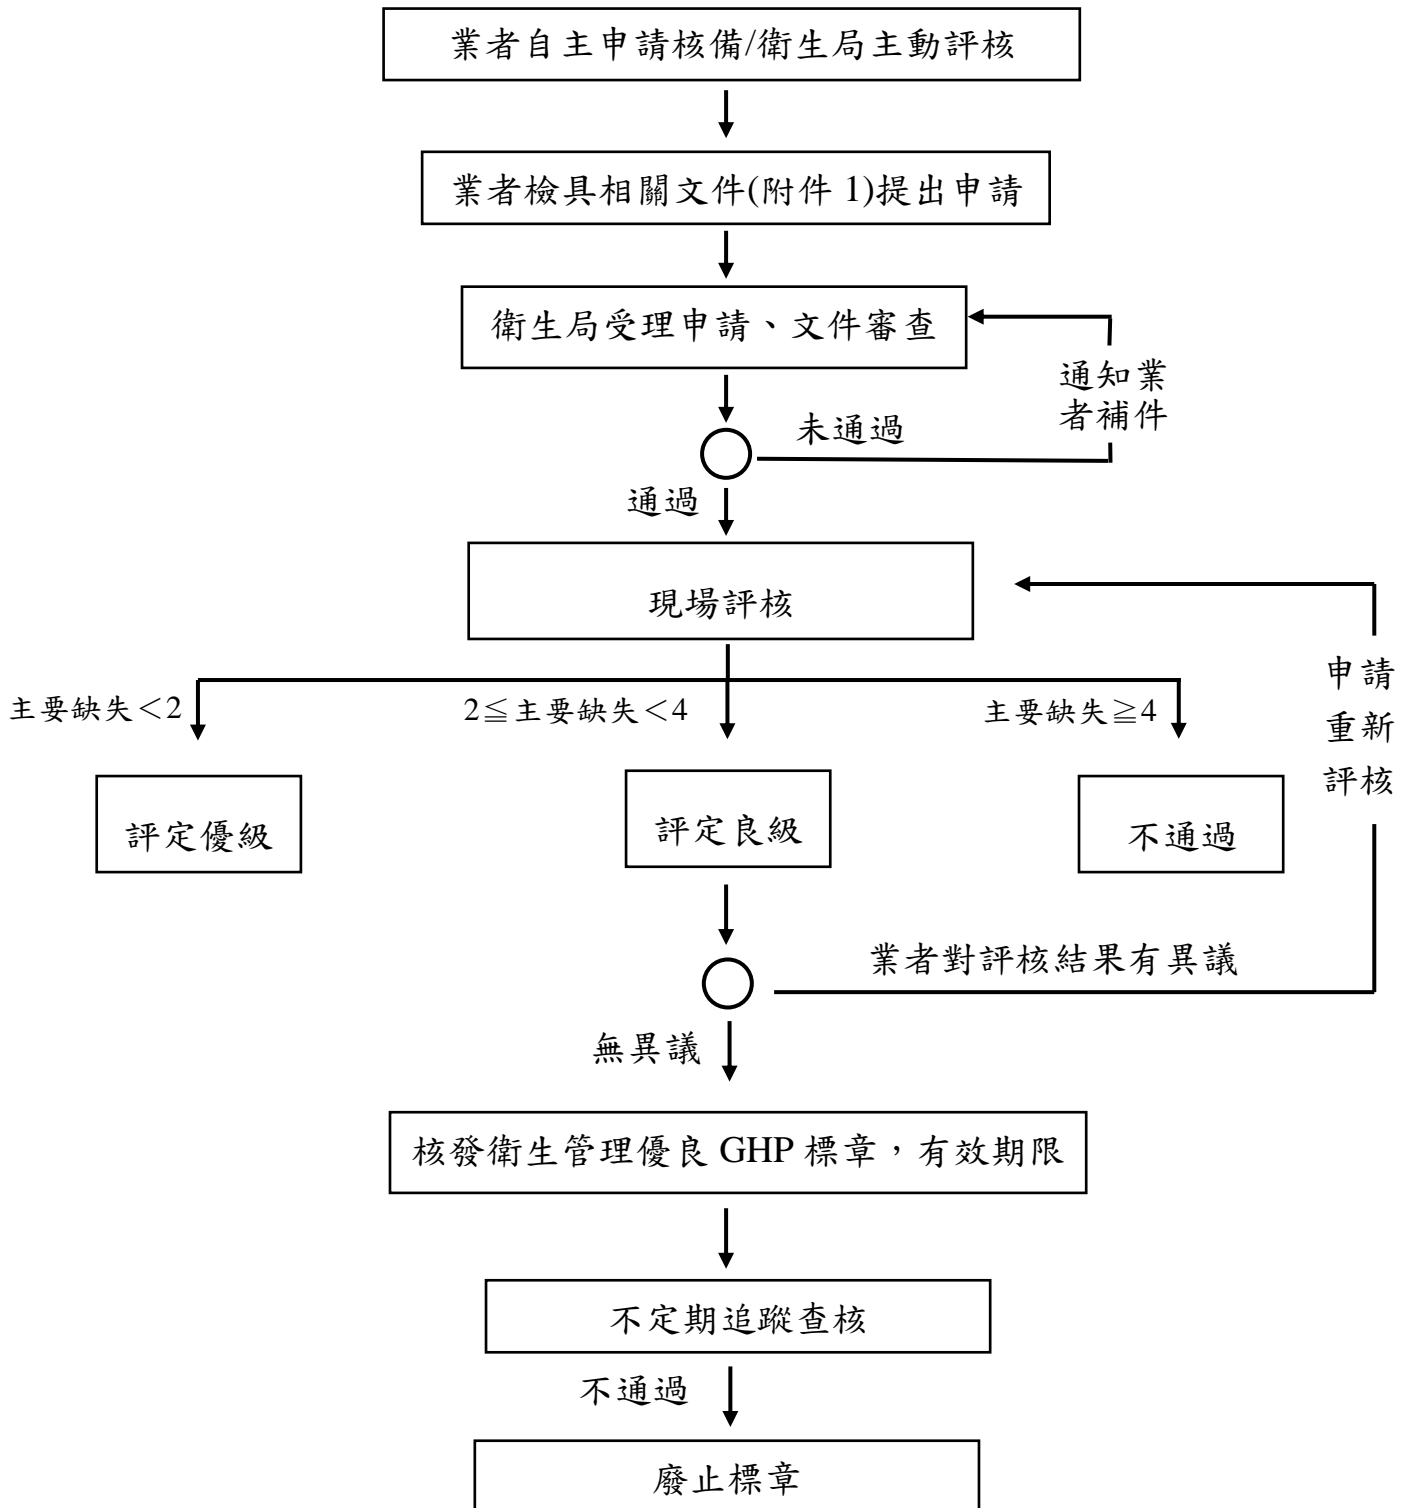 業者自主申請核備/衛生局主動評核
業者檢具相關文件(附件 1)提出申請
衛生局受理申請、文件審查
通知業
者補件
未通過
通過
現場評核
主要缺失＜2
2≦主要缺失＜4
主要缺失≧4
申請
重新
評核
評定優級
評定良級
不通過
業者對評核結果有異議
無異議
核發衛生管理優良 GHP 標章，有效期限
不定期追蹤查核
不通過
廢止標章